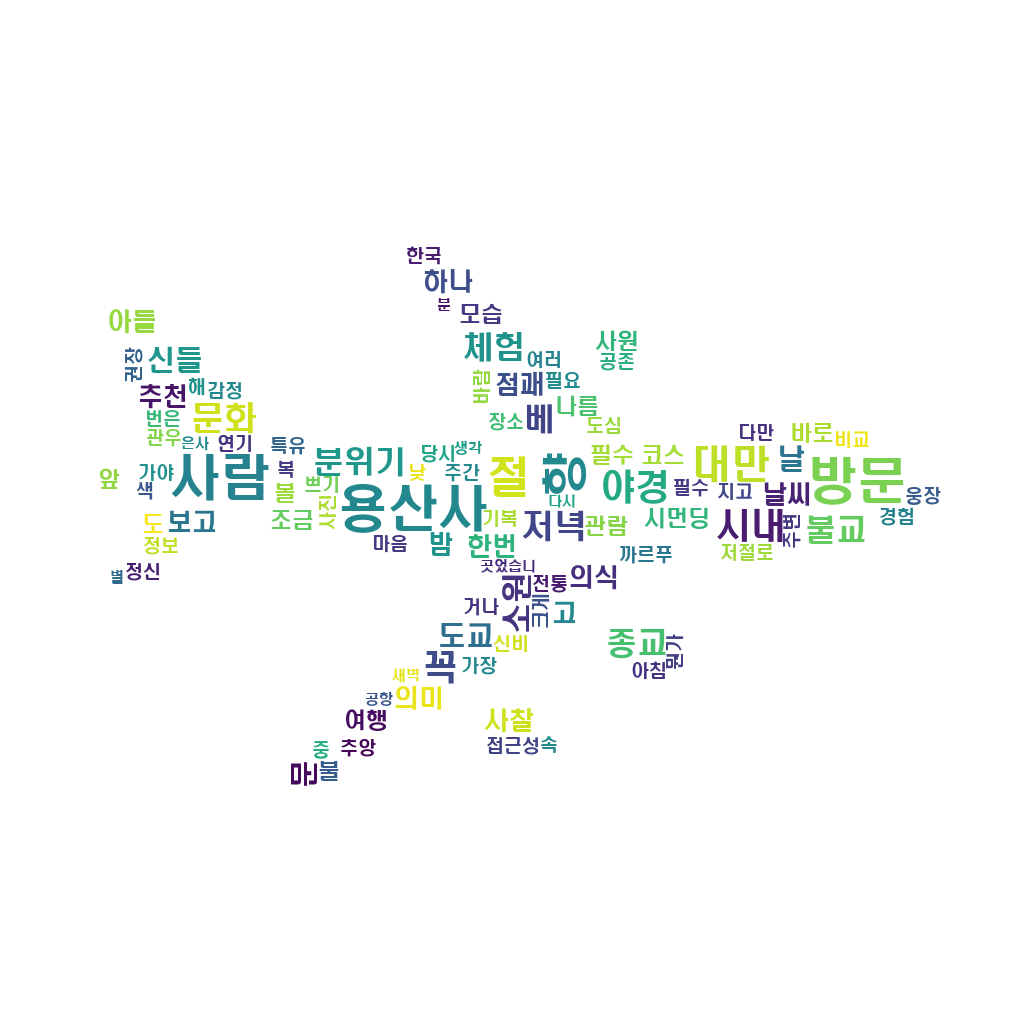 한국
하나
분
모습
아들
체험
사원
공존
신들
권장
여러
점패
필요
바람
추천
해
감정
나름
베
문화
번은
장소
도심
관우
은사
연기
특유
다만
바로
비교
생각
당시
필수 코스
분위기
대만
날
사람
복
낮
주간
절
향
야경
방문
앞
가야
색
볼
쁘기
용산사
다시
필수
지고
날씨
웅장
도
보고
조금
사진
기복
저녁
관람
시먼딩
시내
주변
불교
경험
정보
마음
밤
한번
까르푸
저절로
곳었습니
별
정신
전통
의식
소원
거나
크게
고
도교
신비
종교
뭔가
꼭
가장
아침
새벽
공항
의미
여행
사찰
중
추앙
접근성
속
문
불